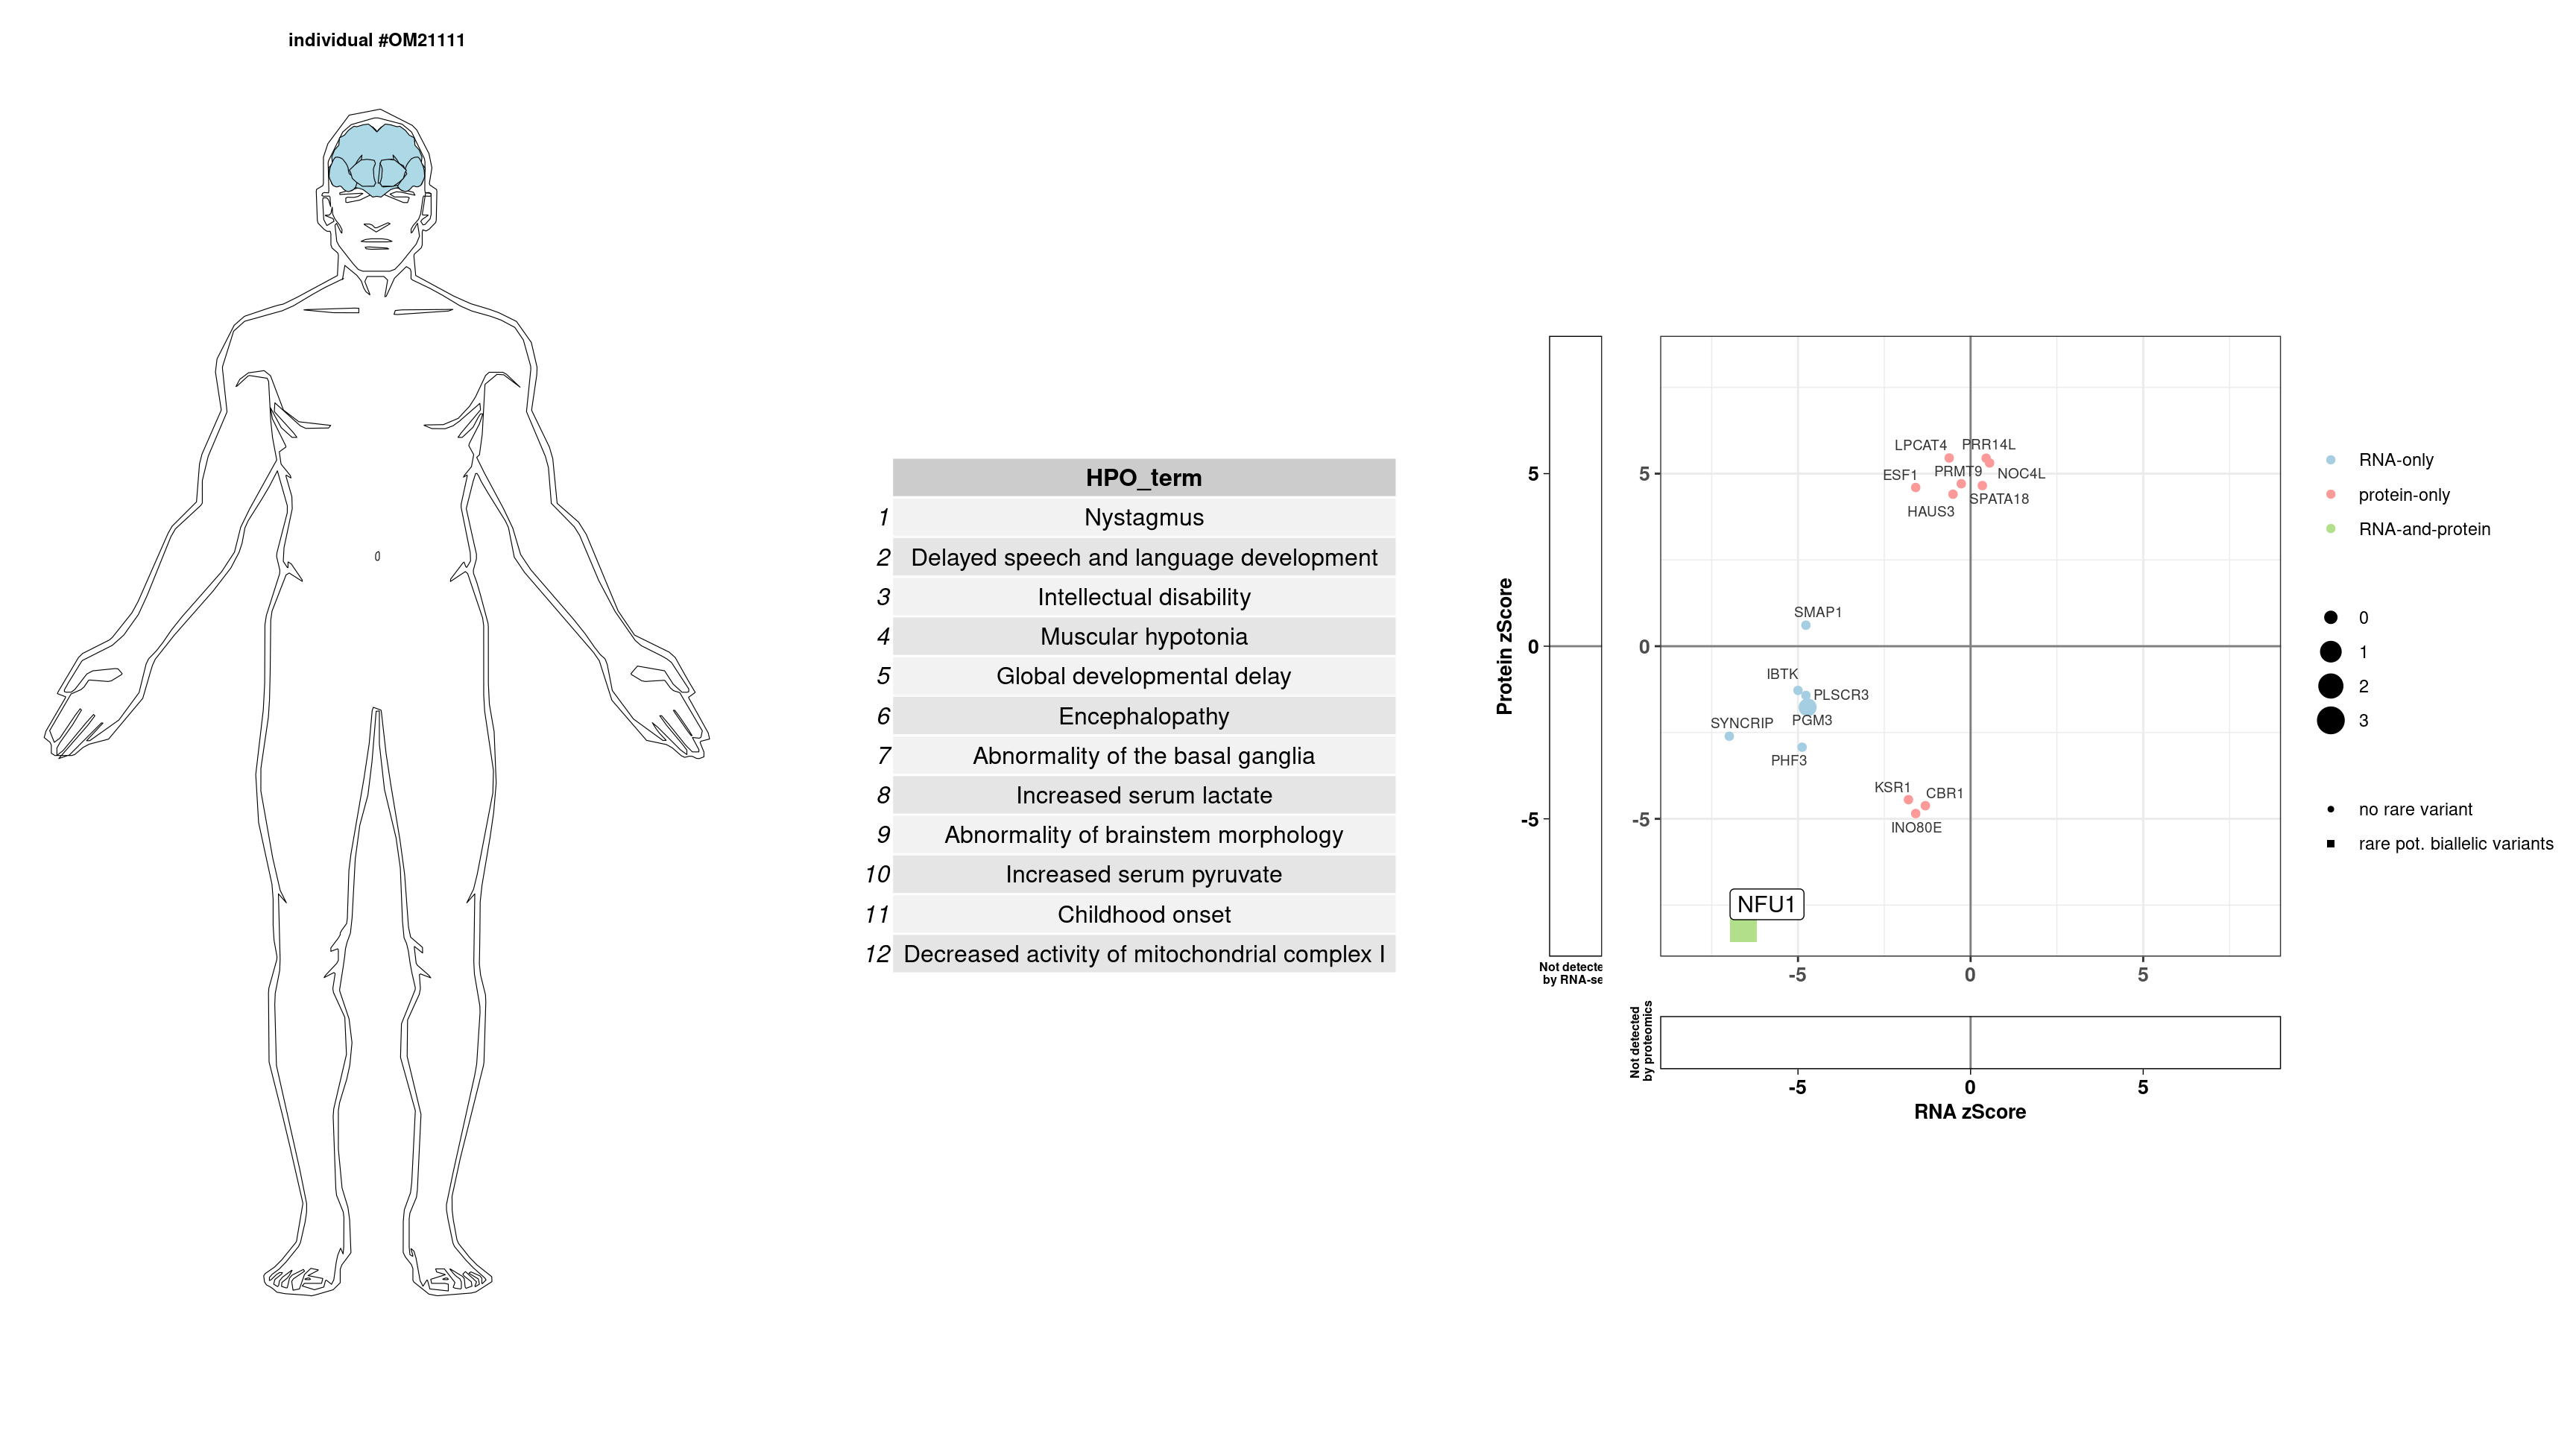 individual #OM21111
HPO_term
1 Nystagmus
2 Delayed speech and language development
3 Intellectual disability
4 Muscular hypotonia
5 Global developmental delay
6 Encephalopathy
7 Abnormality of the basal ganglia
8 Increased serum lactate
9 Abnormality of brainstem morphology
10 Increased serum pyruvate
11 Childhood onset
12 Decreased activity of mitochondrial complex I
Protein zScore
5
0
-5
Not detecte
by RNA-se
5
0
-5
LPCAT4 PRR14L
ESF1 PRMT9 NOC4L
HAUS3 SPATA18
SMAP1
IBTK
PLSCR3
SYNCRIP PGM3
PHF3
KSR1 CBR1
INO80E
NFU1
-5 0 5
Not detected
by proteomics
-5 0 5
RNA zScore
RNA-only
protein-only
RNA-and-protein
0
1
2
3
no rare variant
rare pot. biallelic variants